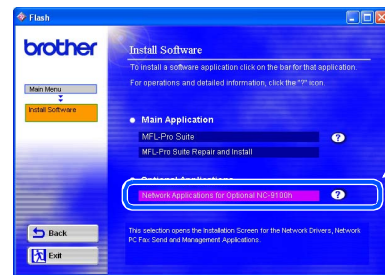 Flash
brother
Install Software
To install a software application click on the bar for that application.
For operations and detailed information, click the "?" icon.
Main Menu
Install Software
Main Application
MFL-Pro Suite
?
MFL-Pro Suite Repair and Install
Optional Applications
Network Applications for Optional NC-9100h
?
This selection opens the Installation Screen for the Network Drivers, Network
PC Fax Send and Management Applications.
Back
Exit